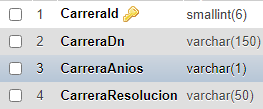 1 CarreraId smallint(6)
2 CarreraDn varchar(150)
3 CarreraAnios varchar(1)
4 CarreraResolucion varchar(50)